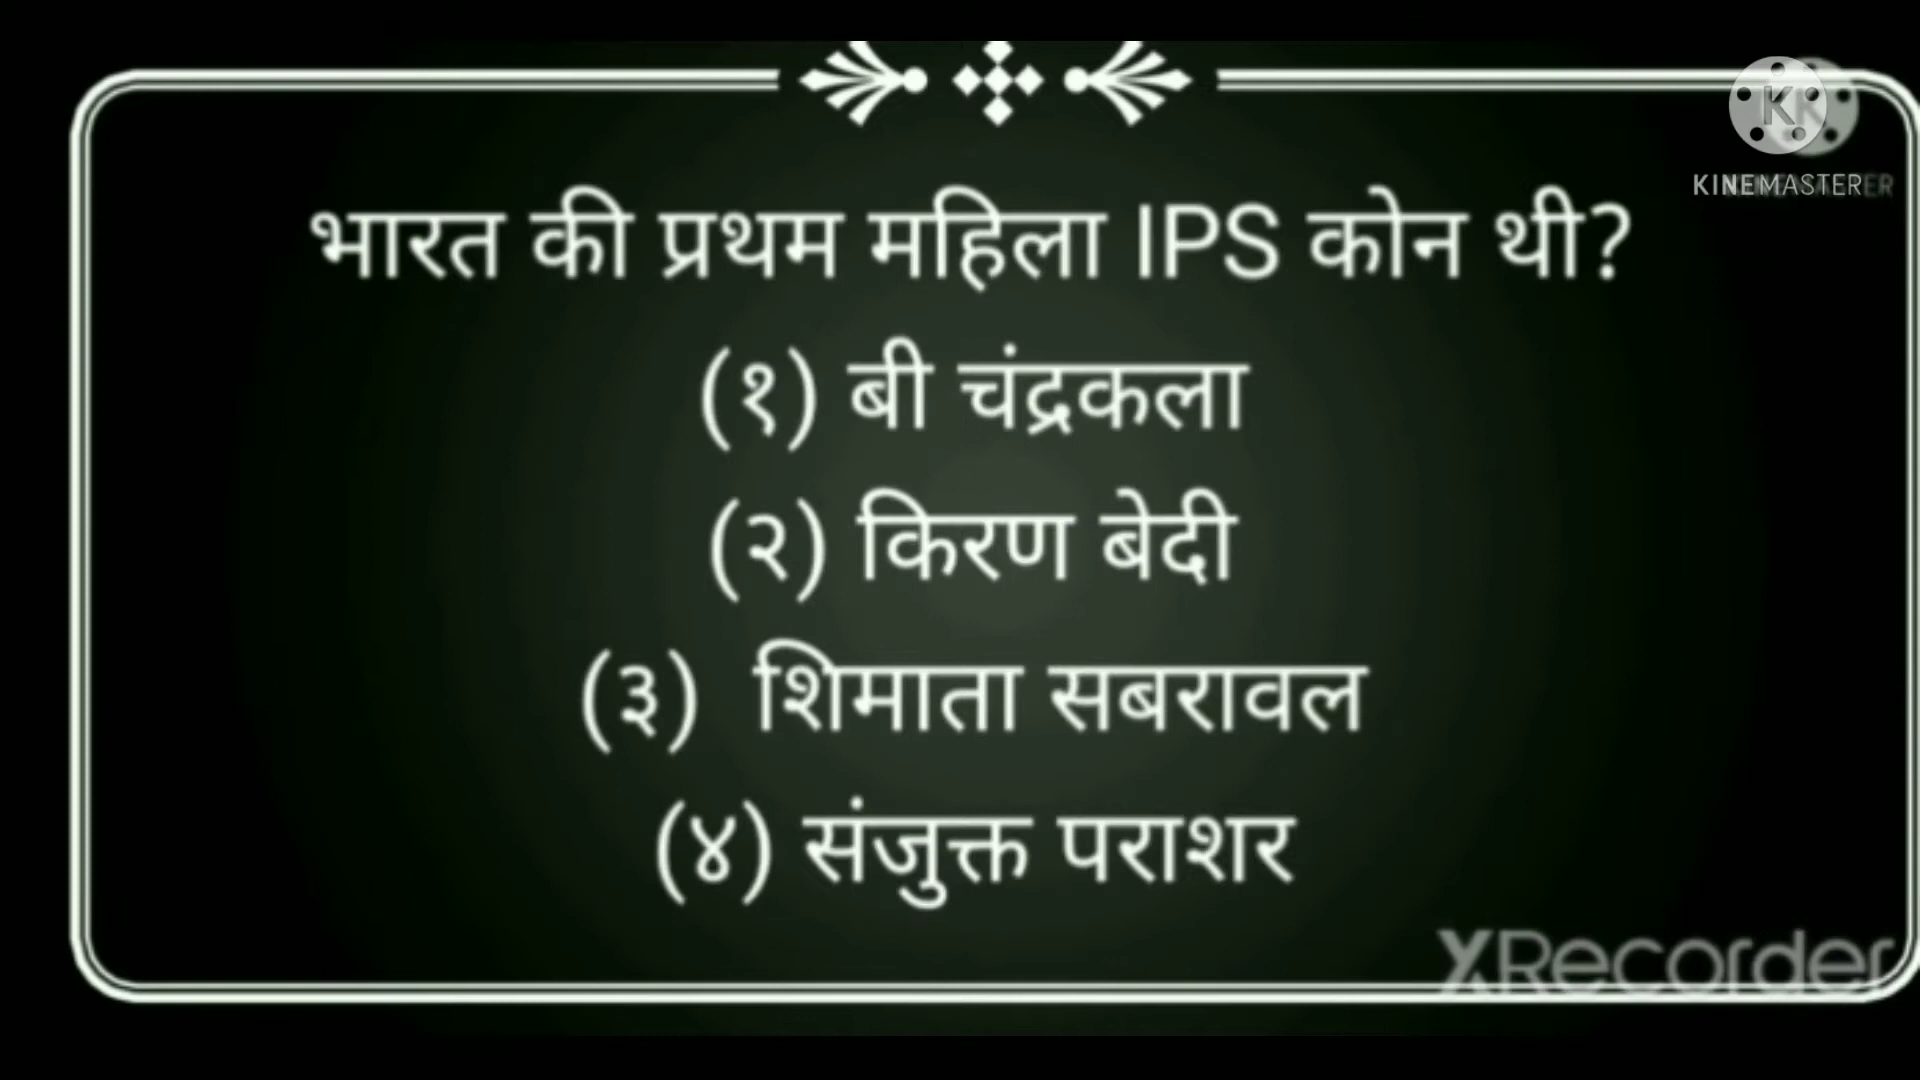 KINEMASTER
भारत की प्रथम महिला IPS कोन थी?
(१) बी चंद्रकला
(२) किरण बेदी
(३) शिमाता सबरावल
(४) संजुक्त पराशर
XRecorder